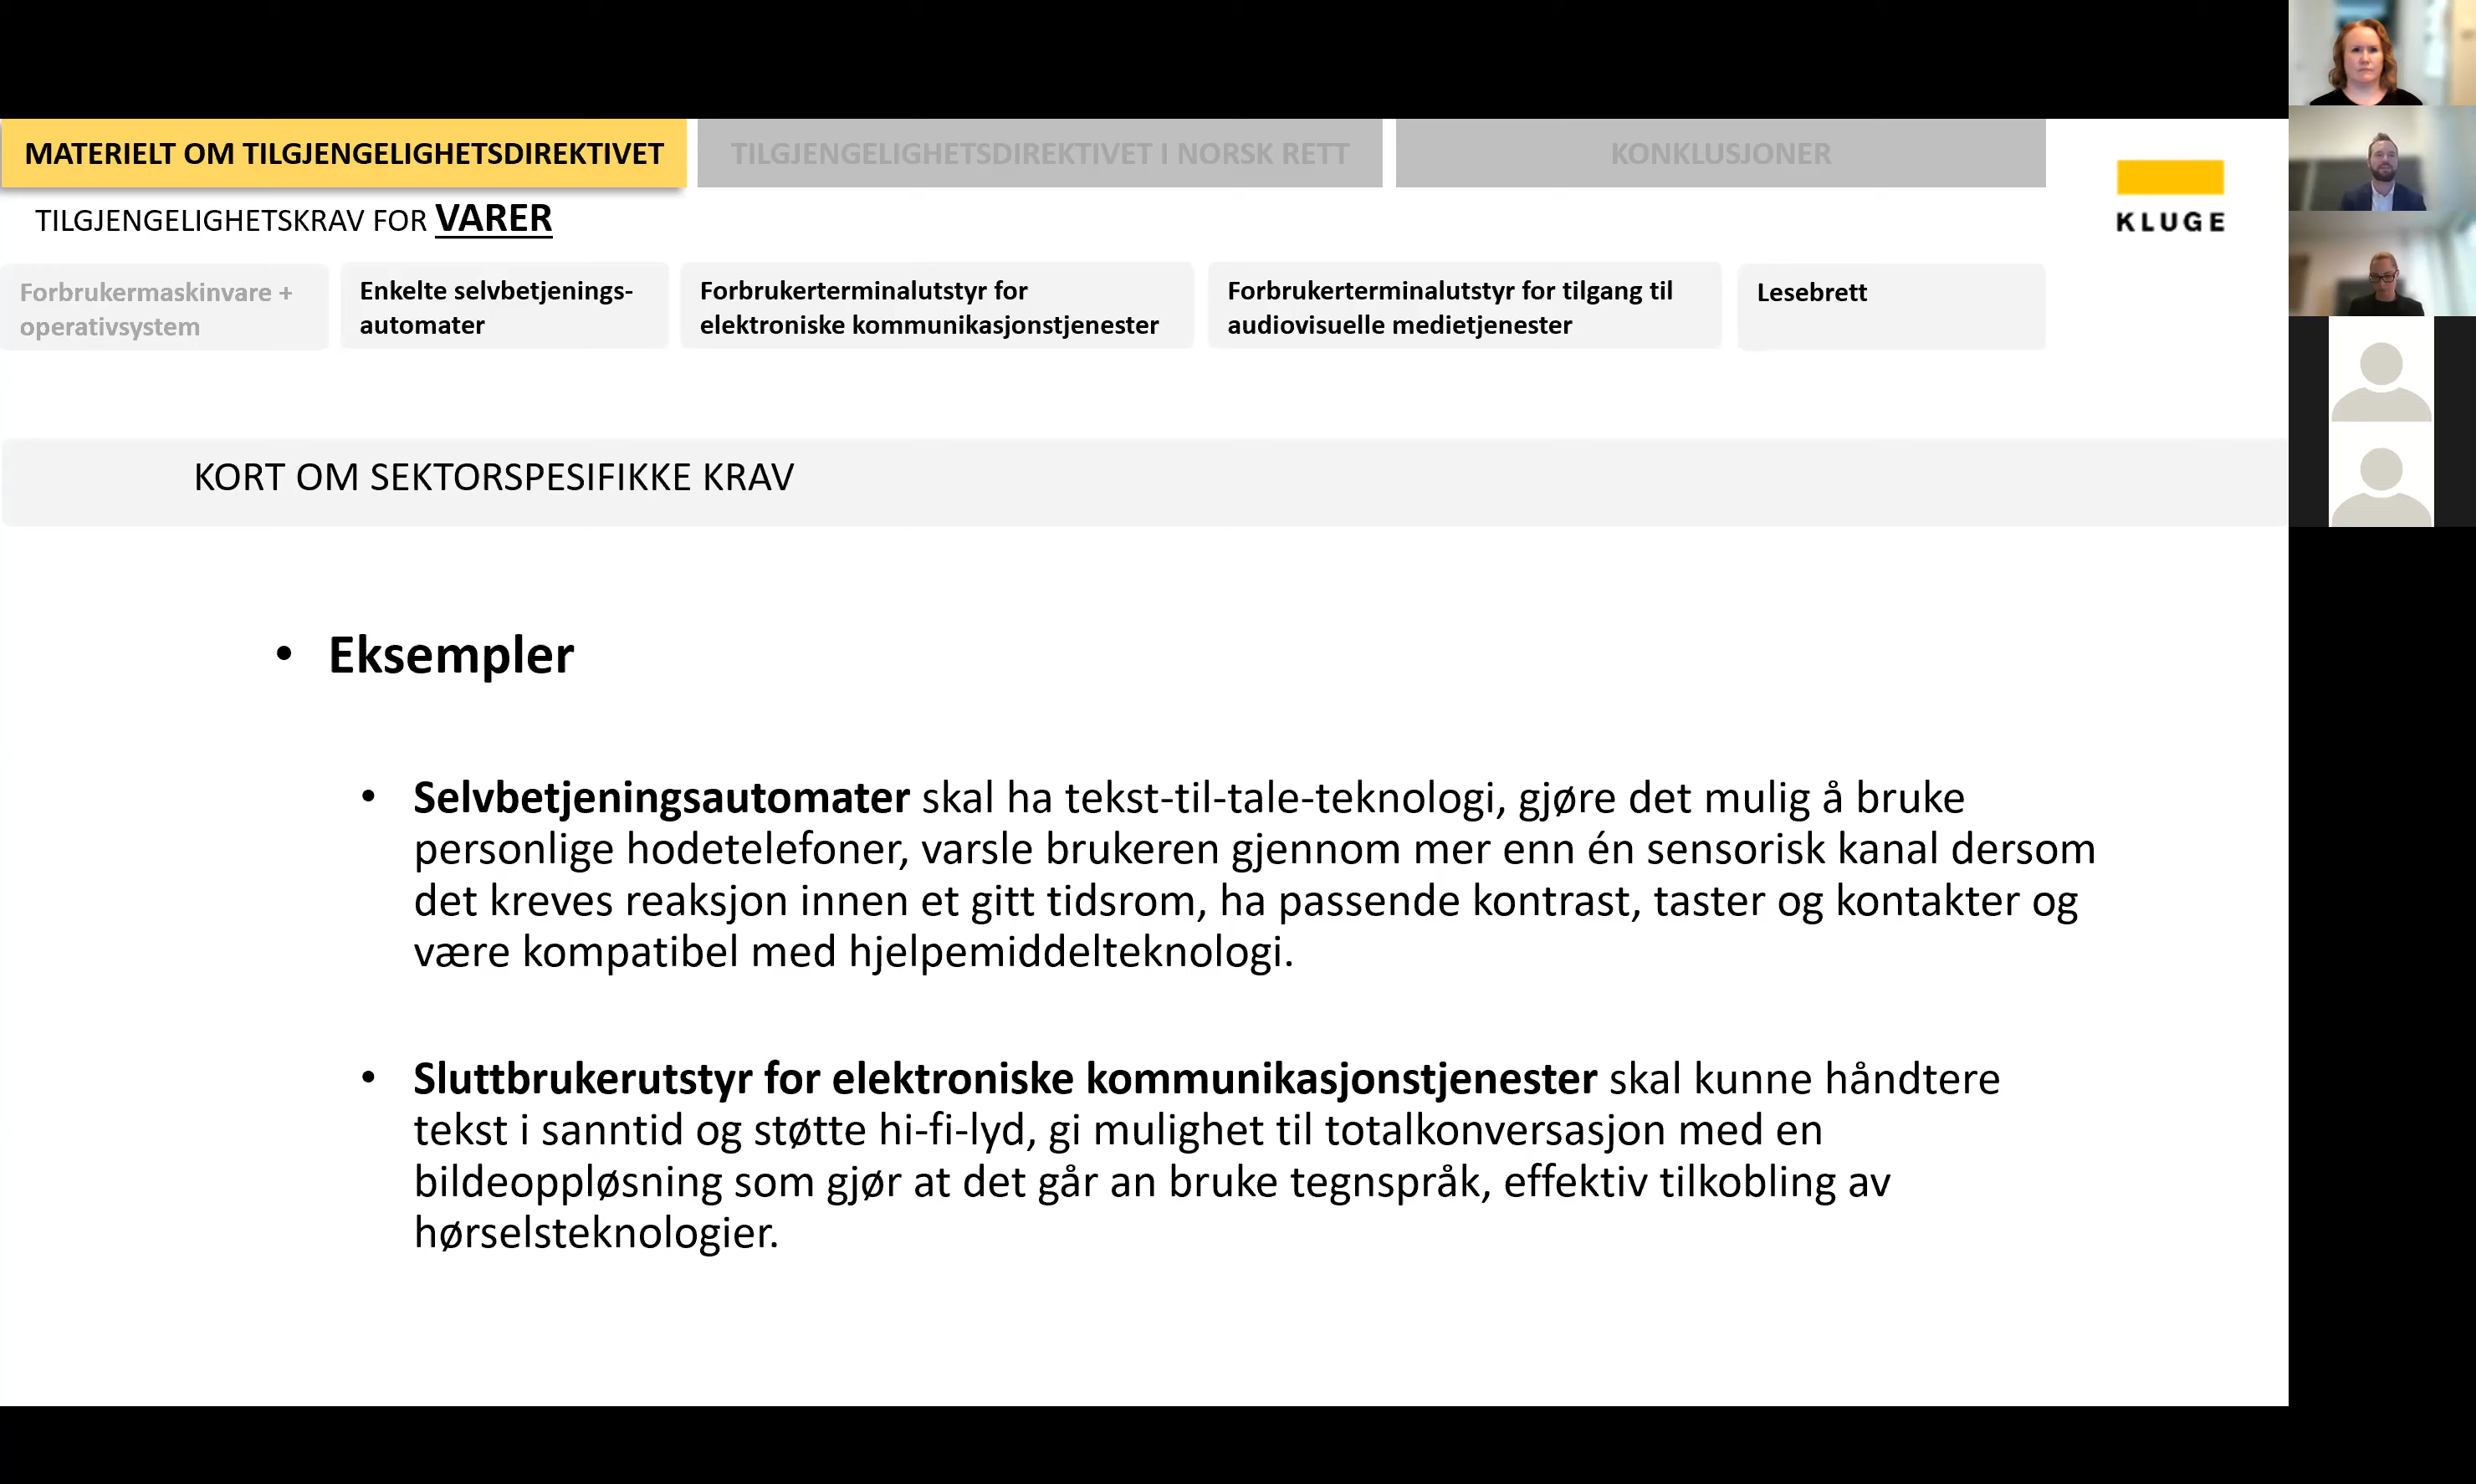 MATERIELT OM TILGJENGELIGHETSDIREKTIVET
TILGJENGELIGHETSDIREKTIVET I NORSK RETT
KONKLUSJONER
TILGJENGELIGHETSKRAV FOR VARER
KLUGE
Forbrukermaskinvare +
operativsystem
Enkelte selvbetjenings-
automater
Forbrukerterminalutstyr for
elektroniske kommunikasjonstjenester
Forbrukerterminalutstyr for tilgang til
audiovisuelle medietjenester
Lesebrett
KORT OM SEKTORSPESIFIKKE KRAV
• Eksempler
• Selvbetjeningsautomater skal ha tekst-til-tale-teknologi, gjøre det mulig å bruke
personlige hodetelefoner, varsle brukeren gjennom mer enn én sensorisk kanal dersom
det kreves reaksjon innen et gitt tidsrom, ha passende kontrast, taster og kontakter og
være kompatibel med hjelpemiddelteknologi.
• Sluttbrukerutstyr for elektroniske kommunikasjonstjenester skal kunne håndtere
tekst i sanntid og støtte hi-fi-lyd, gi mulighet til totalkonversasjon med en
bildeoppløsning som gjør at det går an bruke tegnspråk, effektiv tilkobling av
hørselsteknologier.